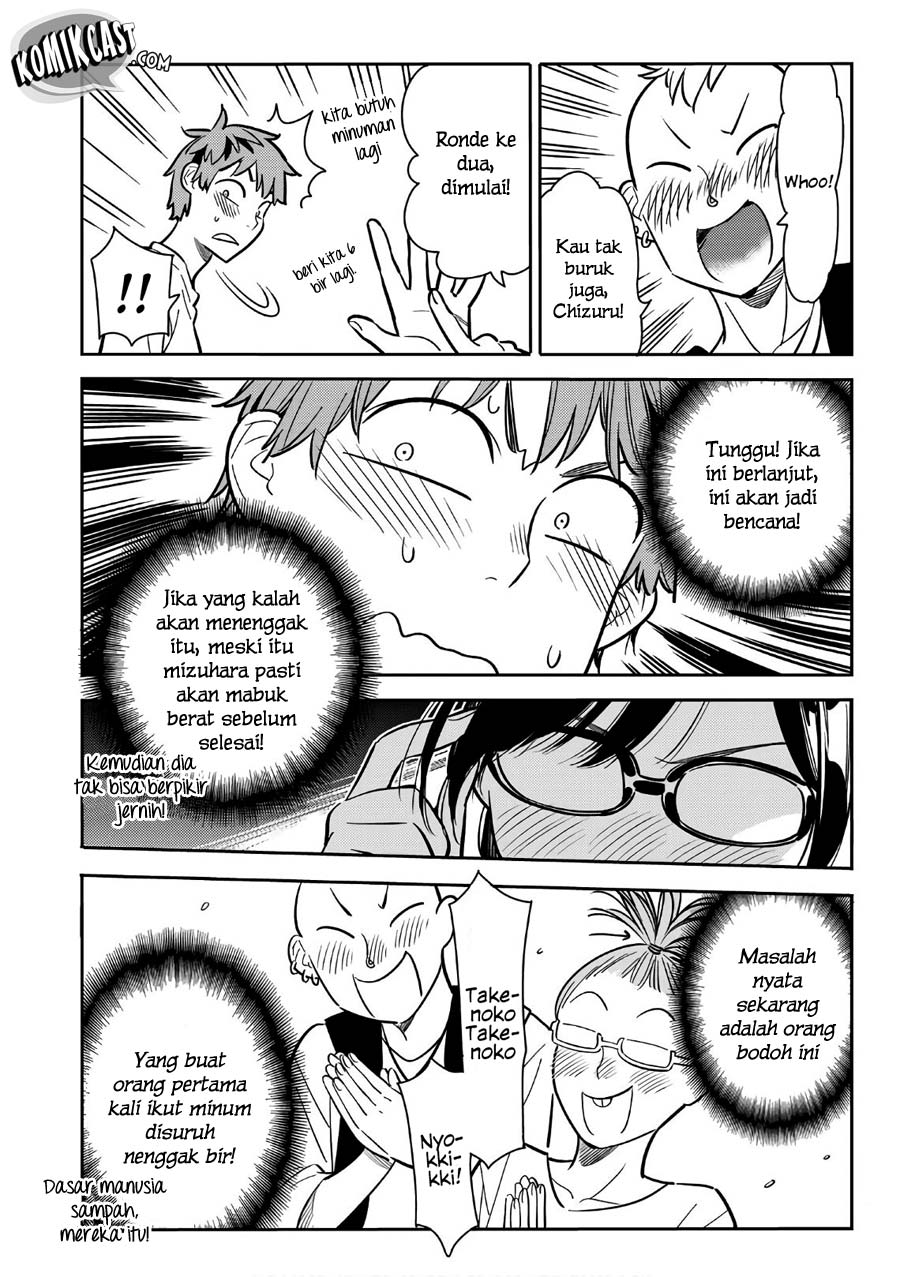 KOMIKCAST
.COM
Whoo!
Kau tak
buruk
juga,
Chizuru!
Ronde ke
dua,
dimulai!
kita butuh
minuman
lagi
beri kita 6
bir lagi.
!!
Tunggu! Jika
ini berlanjut,
ini akan jadi
bencana!
Jika yang kalah
akan menenggak
itu, meski itu
mizuhara pasti
akan mabuk
berat sebelum
selesai!
Kemudian dia
tak bisa berpikir
jernih!
Masalah
nyata
sekarang
adalah orang
bodoh ini
Take-
noko
Take-
noko
Nyo-
kki-
kki!
Yang buat
orang pertama
kali ikut minum
disuruh
nenggak bir!
Dasar manusia
sampah,
mereka itu!